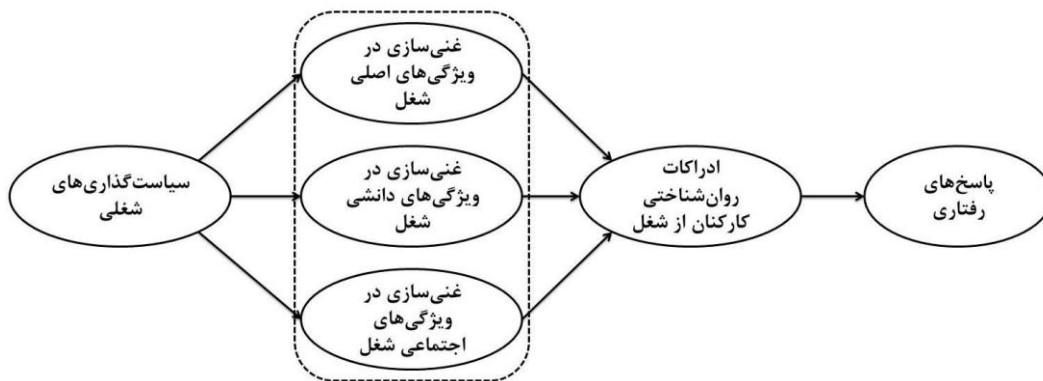 غنی‌سازی در
ویژگی‌های اصلی
شغل
سیاست‌گذاری‌های
شغلی
غنی‌سازی در
ویژگی‌های دانشی
شغل
ادراکات
روان‌شناختی
کارکنان از شغل
پاسخ‌های
رفتاری
غنی‌سازی در
ویژگی‌های
اجتماعی شغل